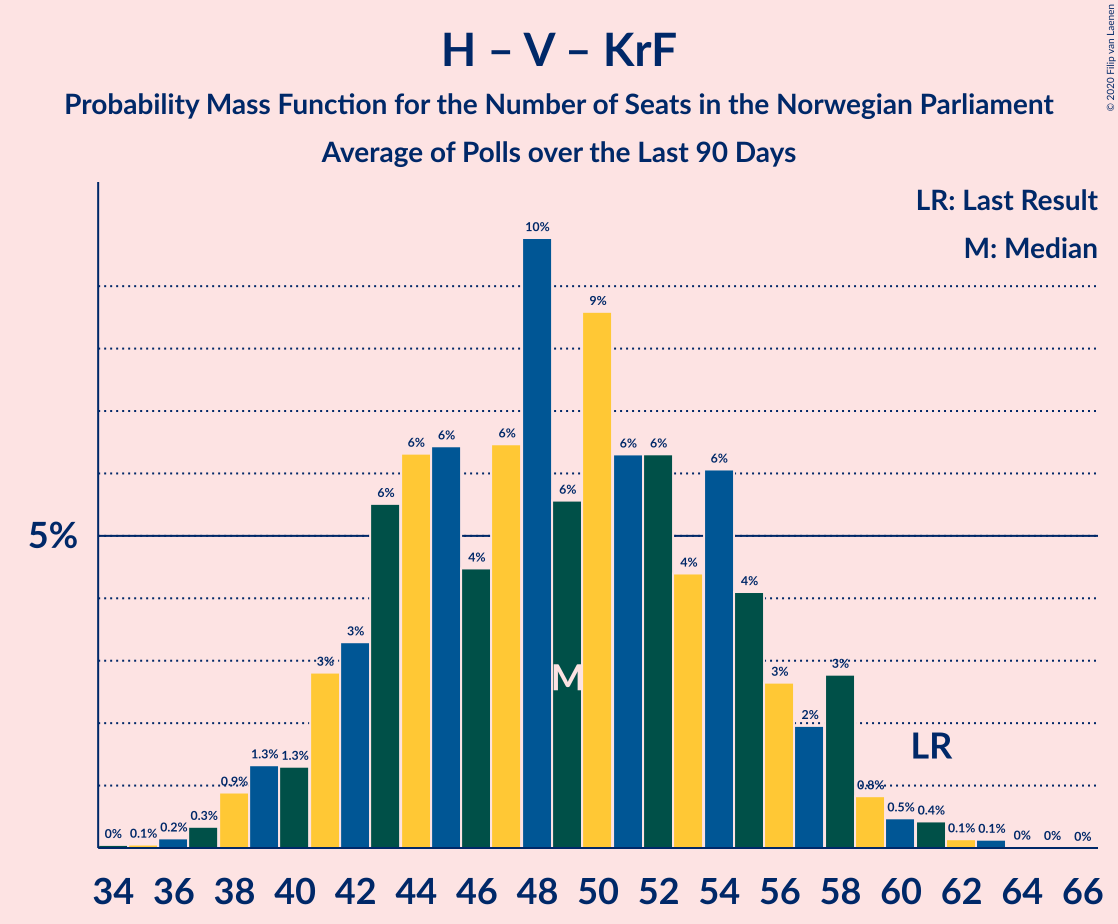 H – V – KrF
Probability Mass Function for the Number of Seats in the Norwegian Parliament
Average of Polls over the Last 90 Days
© 2020 Filip van Laenen
LR: Last Result
M: Median
5%
0% 0.1% 0.2% 0.3% 0.9% 1.3% 1.3% 3% 3% 6% 6% 6% 4% 6% 10% 6% 9% 6% 6% 4% 6% 4% 3% 2% 3% 0.8% 0.5% 0.4% 0.1% 0.1% 0% 0% 0%
M
LR
34 36 38 40 42 44 46 48 50 52 54 56 58 60 62 64 66